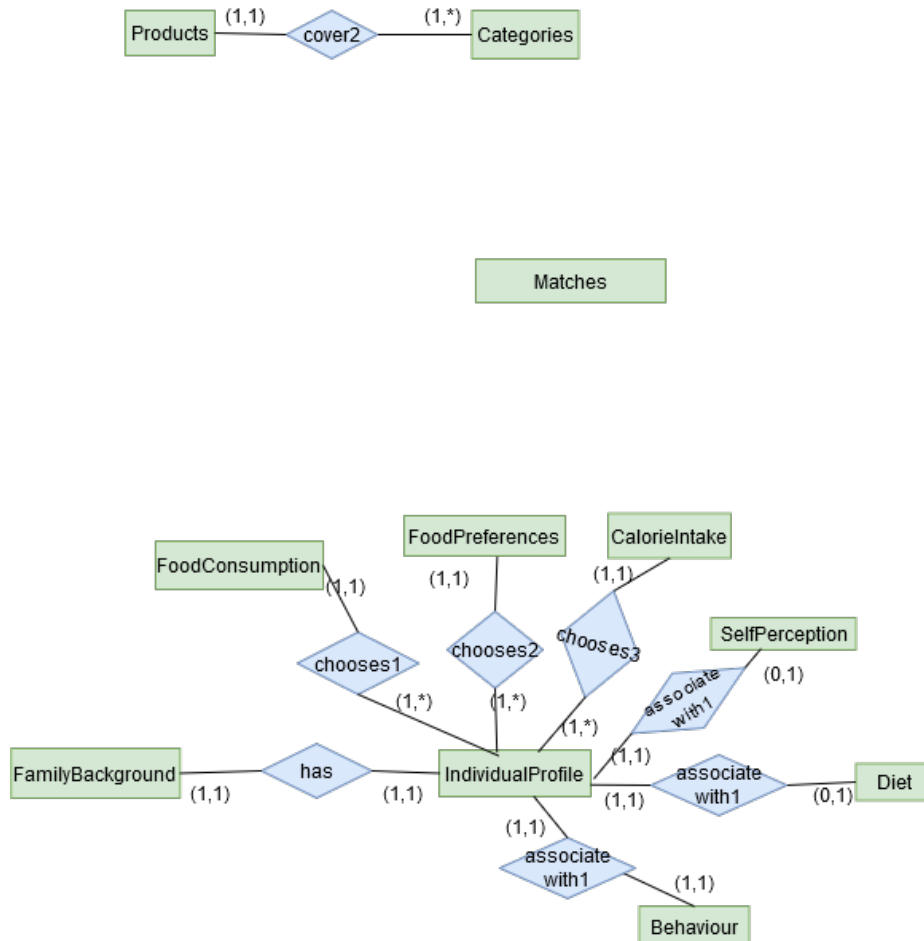 (1,1)
(1,*)
Products
cover2
Categories
Matches
FoodPreferences
CalorieIntake
FoodConsumption
(1,1)
(1,1)
(1,1)
SelfPerception
chooses1
chooses2
chooses3
(0,1)
associate
with1
(1,*)
(1,*)
(1,*)
(1,1)
FamilyBackground
has
IndividualProfile
associate
with1
Diet
(1,1)
(1,1)
(1,1)
(0,1)
(1,1)
associate
with1
(1,1)
Behaviour